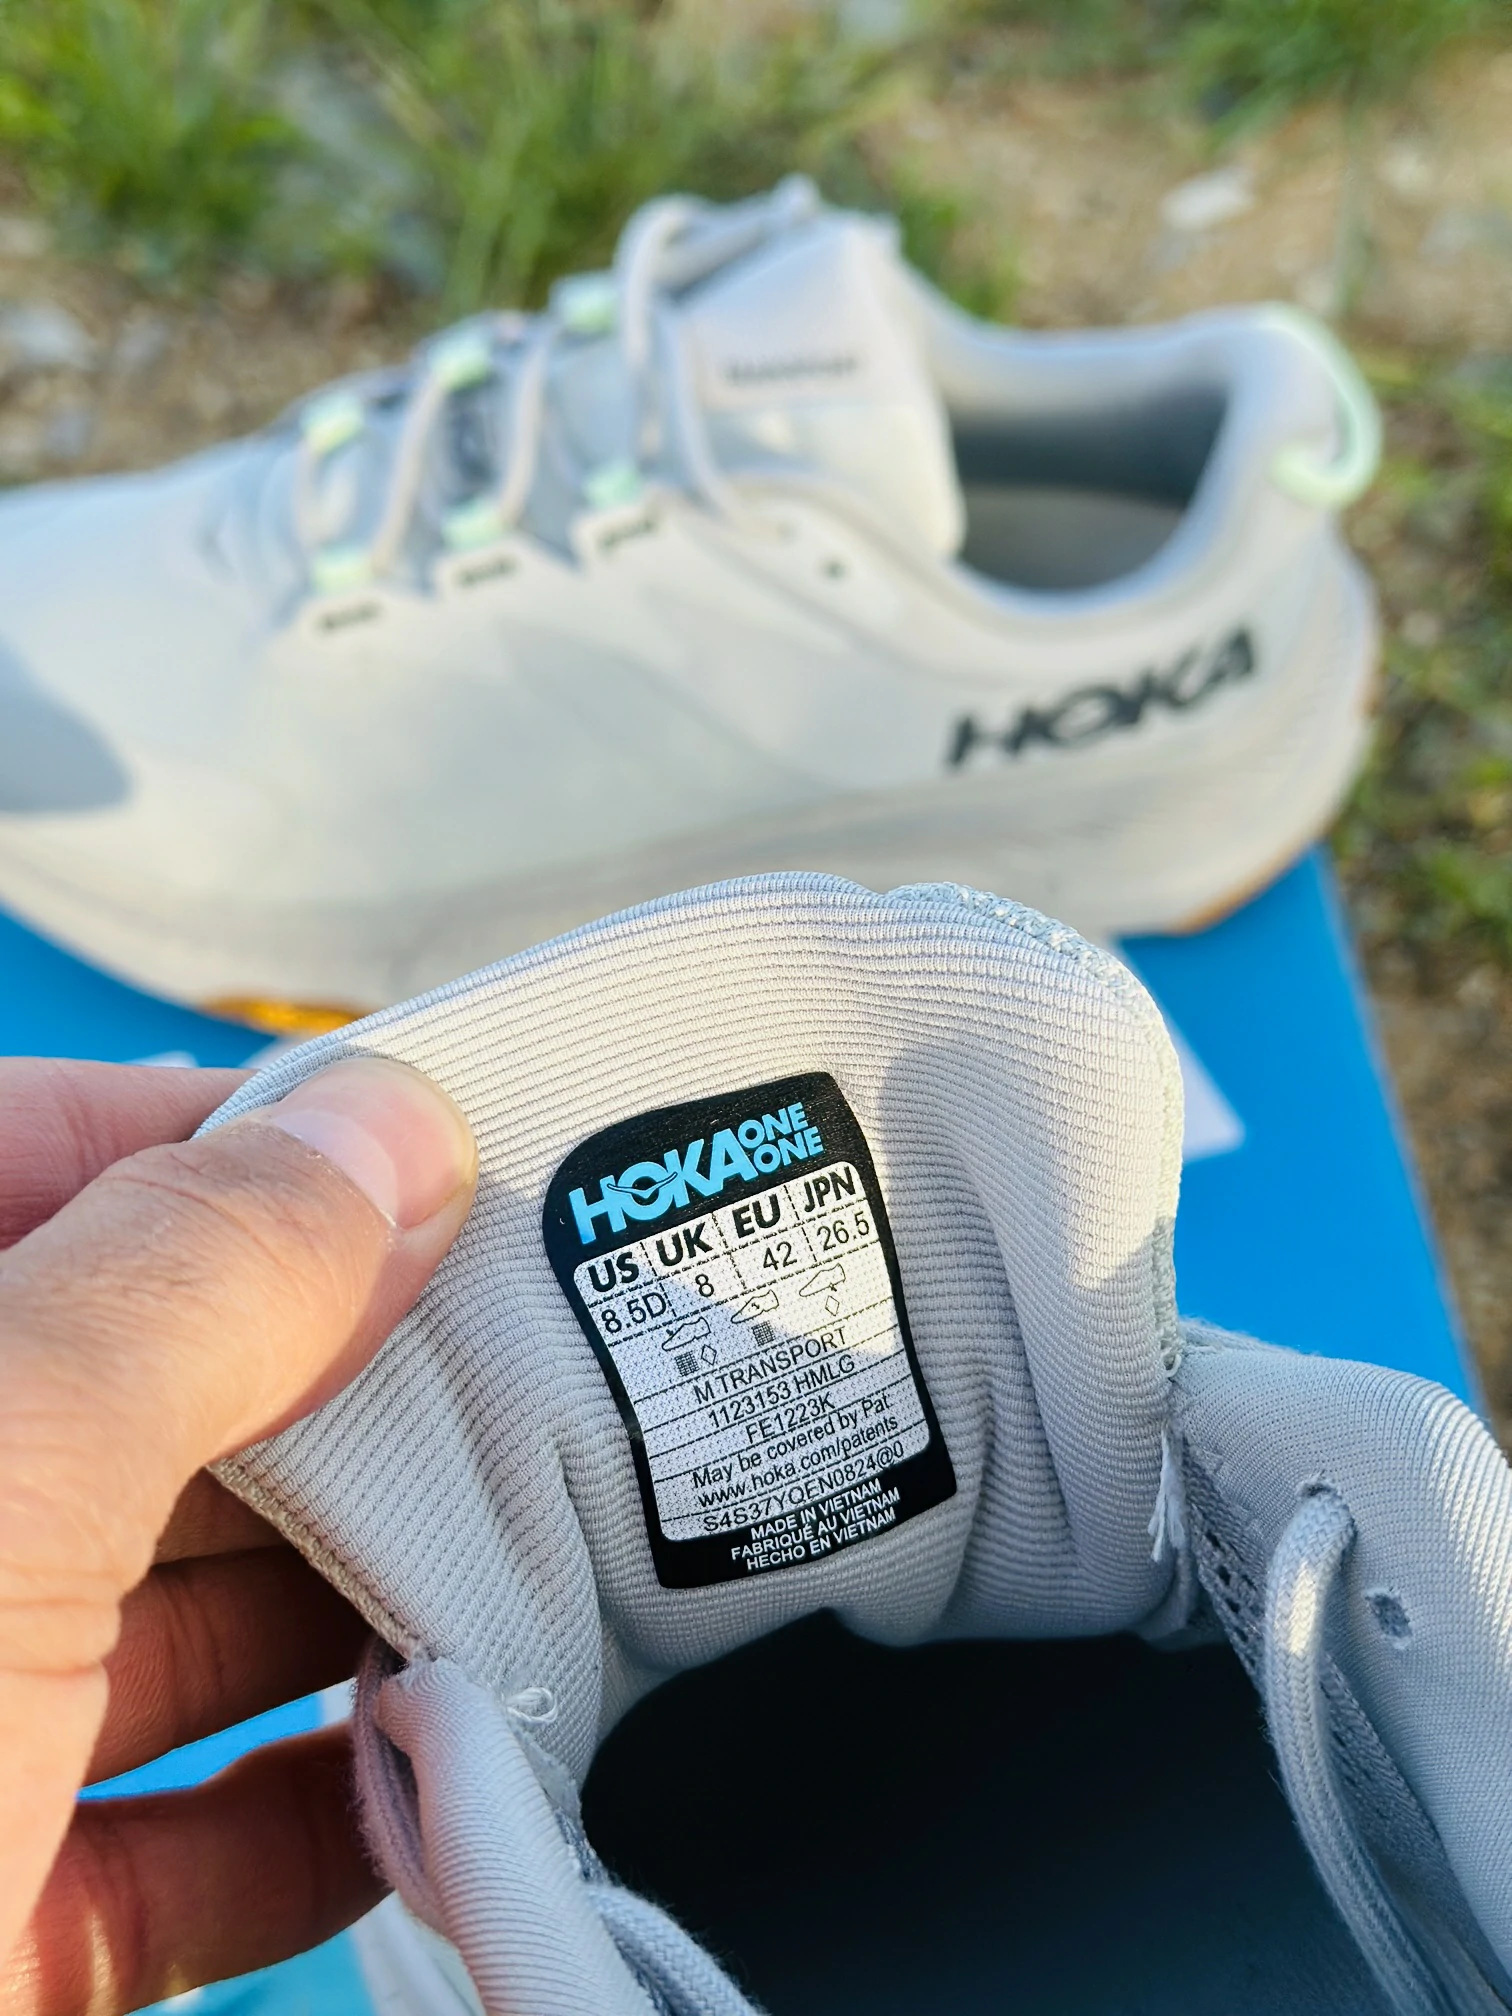 HOKA
HOKA ONE ONE
US UK EU JPN
8.5D 8 42 26.5
M TRANSPORT
1123153 HMLG
FE1223K
May be covered by Pat.
www.hoka.com/patents
S4S37YQEN0824@0
MADE IN VIETNAM
FABRIQUÉ AU VIETNAM
HECHO EN VIETNAM